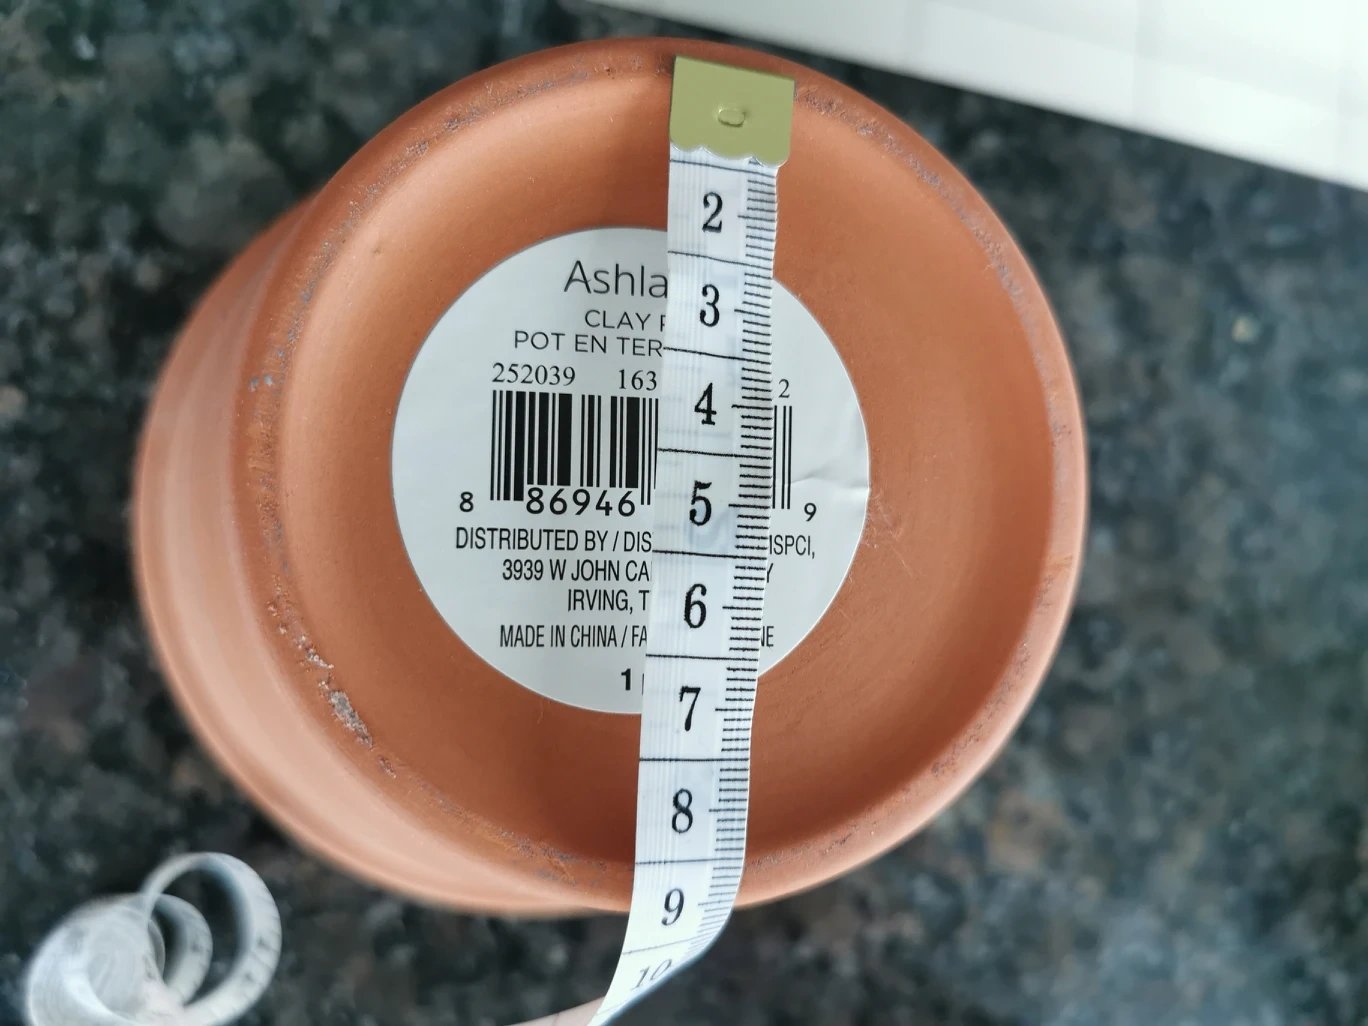 Ashla
CLAY P
POT EN TER
252039 163 2
8 86946 9
DISTRIBUTED BY / DIS ISPCI,
3939 W JOHN CA Y
IRVING, T
MADE IN CHINA / FA NE
1
0
2
3
4
5
6
7
8
9
10